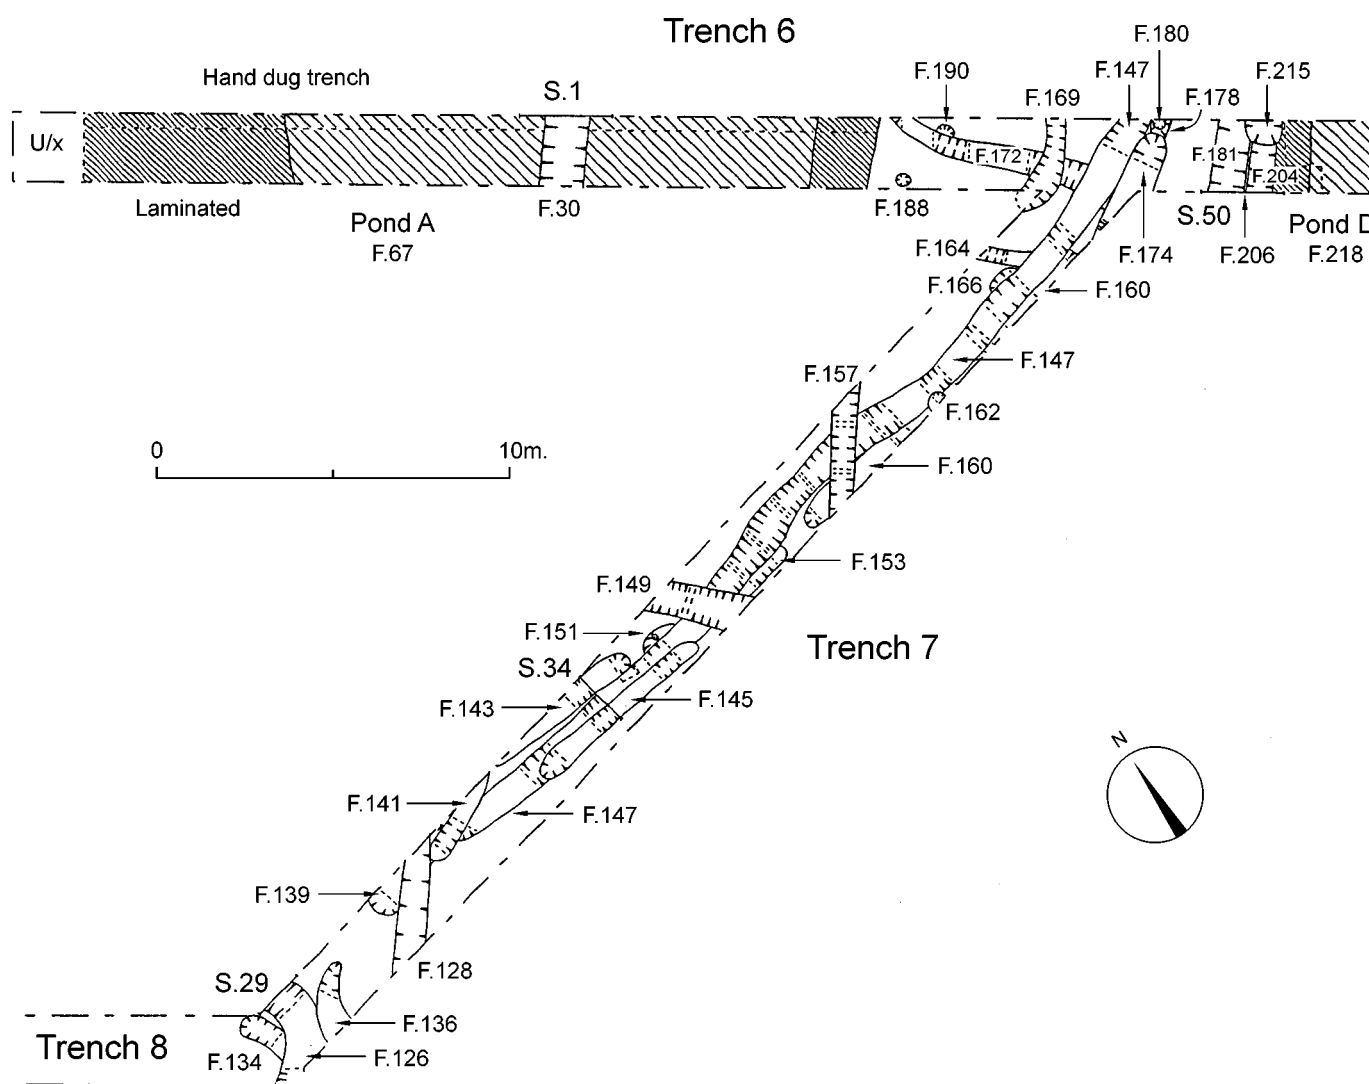 Trench 6
F.180
Hand dug trench
F.190
F.147
F.215
S.1
F.169
F.178
U/x
F.172
F.181
F.204
Laminated
F.30
F.188
S.50
Pond A
Pond D
F.67
F.164
F.174
F.206
F.218
F.166
F.160
F.147
F.157
F.162
0
10m.
F.160
F.153
F.149
F.151
Trench 7
S.34
F.143
F.145
N
F.141
F.147
F.139
F.128
S.29
F.136
Trench 8
F.134
F.126